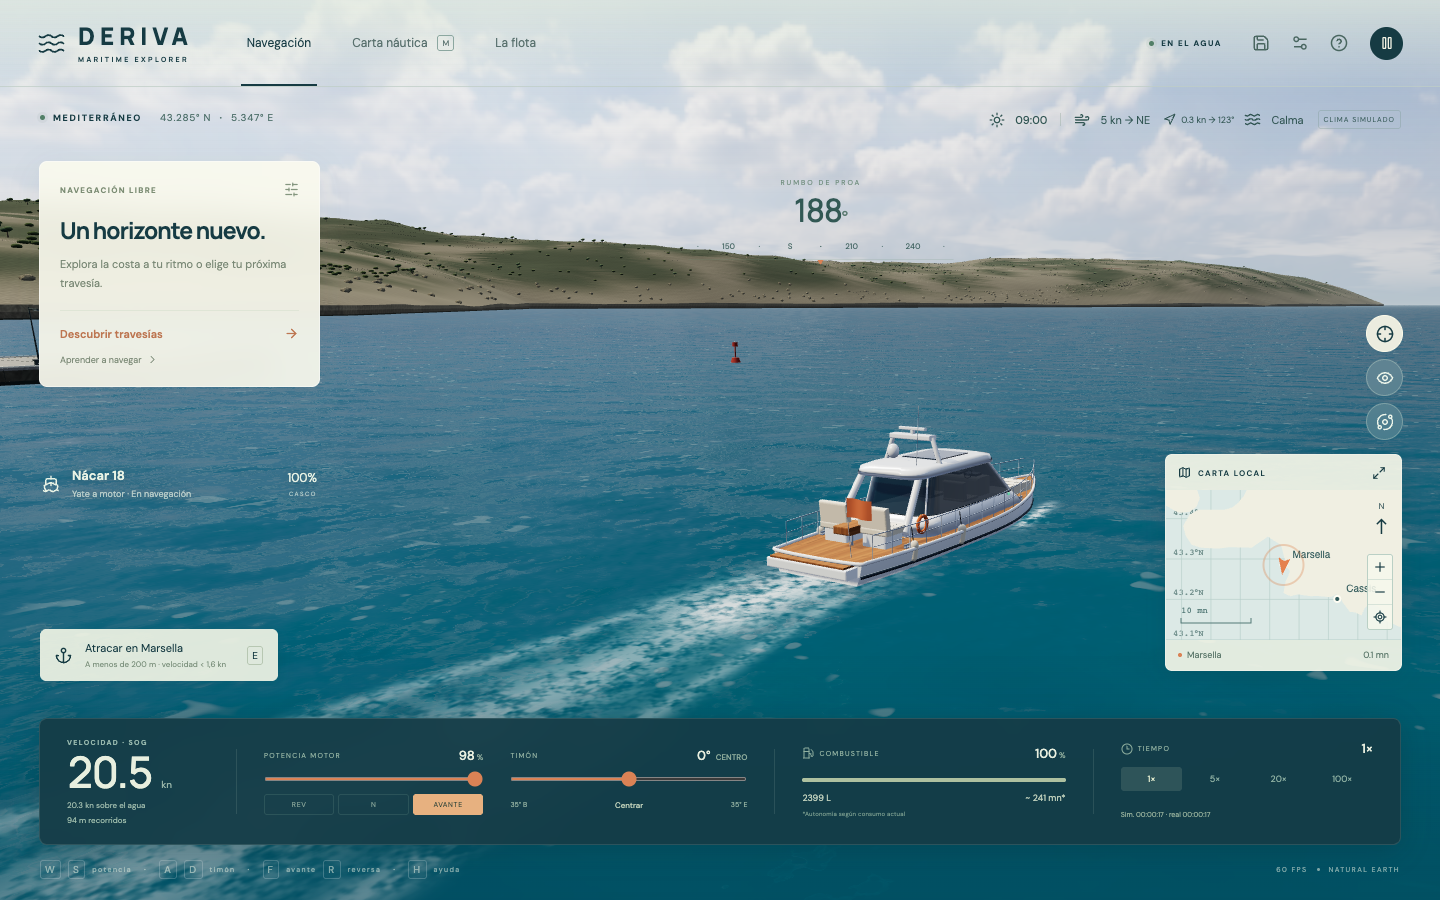 DERIVA
MARITIME EXPLORER
Navegación
Carta náutica M
La flota
EN EL AGUA
MEDITERRÁNEO 43.285° N · 5.347° E
09:00
5 kn → NE
0.3 kn → 123°
Calma
CLIMA SIMULADO
NAVEGACIÓN LIBRE
Un horizonte nuevo.
Explora la costa a tu ritmo o elige tu próxima
travesía.
Descubrir travesías
Aprender a navegar
RUMBO DE PROA
188°
· 150 · S · 210 · 240 ·
Nácar 18
Yate a motor · En navegación
100%
CASCO
CARTA LOCAL
N
43.3°N
Marsella
43.2°N
10 mn
43.1°N
Marsella 0.1 mn
Atracar en Marsella
A menos de 200 m · velocidad < 1,6 kn
E
VELOCIDAD · SOG
20.5 kn
20.3 kn sobre el agua
94 m recorridos
POTENCIA MOTOR 98 %
REV N AVANTE
TIMÓN 0° CENTRO
35° B Centrar 35° E
COMBUSTIBLE 100 %
2399 L ~ 241 mn*
*Autonomía según consumo actual
TIEMPO 1×
1× 5× 20× 100×
Sim. 00:00:17 · real 00:00:17
W S potencia · A D timón · F avante R reversa · H ayuda
60 FPS • NATURAL EARTH